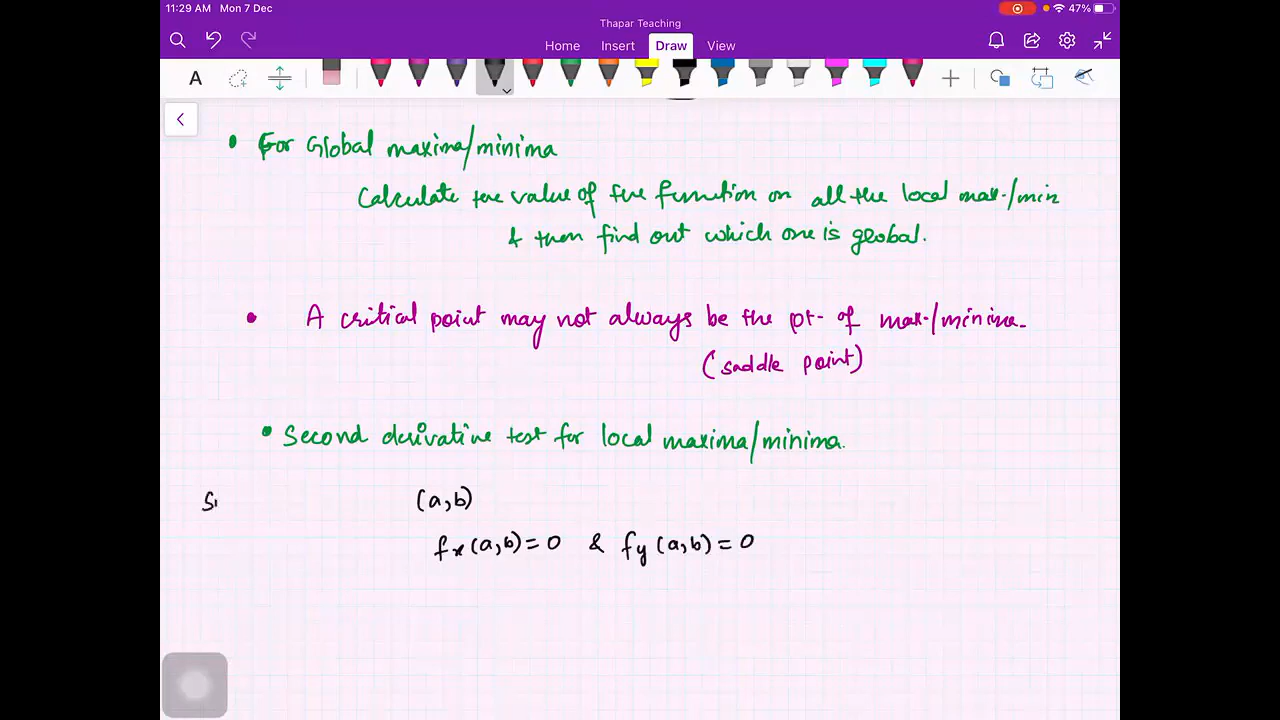 11:29 AM Mon 7 Dec
47%
Thapar Teaching
Home Insert Draw View
A
• For Global maxima/minima
Calculate the value of the function on all the local max./min
& then find out which one is global.
• A critical point may not always be the pt. of max./minima.
(saddle point)
• Second derivative test for local maxima/minima.
(a,b)
fx(a,b)=0 & fy(a,b)=0